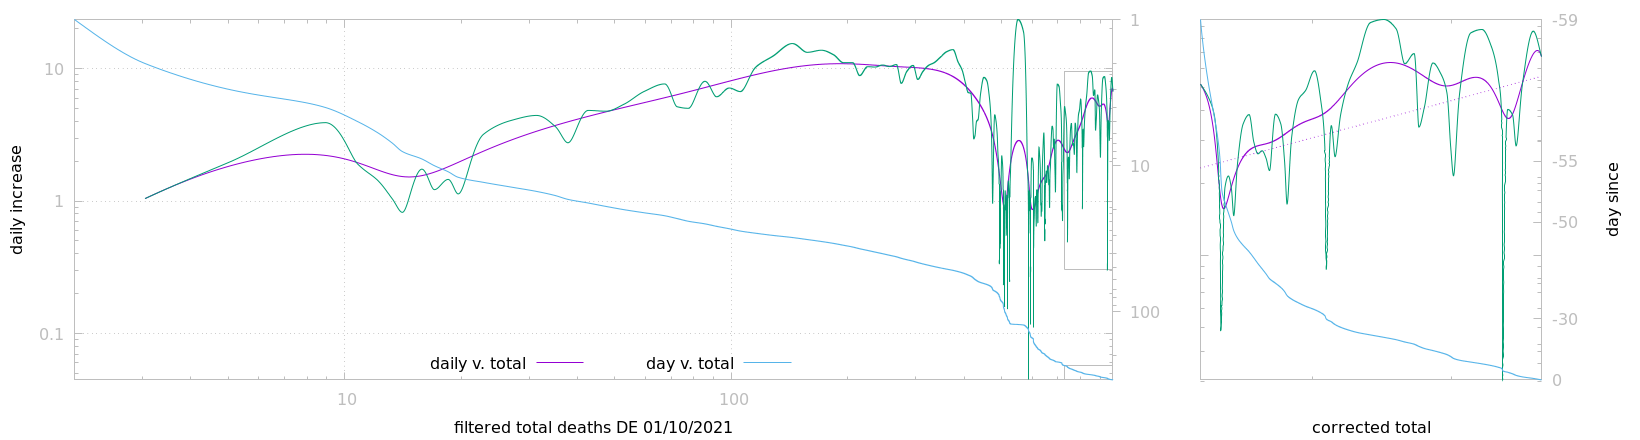 10
1
0.1
daily increase
daily v. total
day v. total
10
100
filtered total deaths DE 01/10/2021
1
10
100
-59
-55
-50
-30
0
day since
corrected total